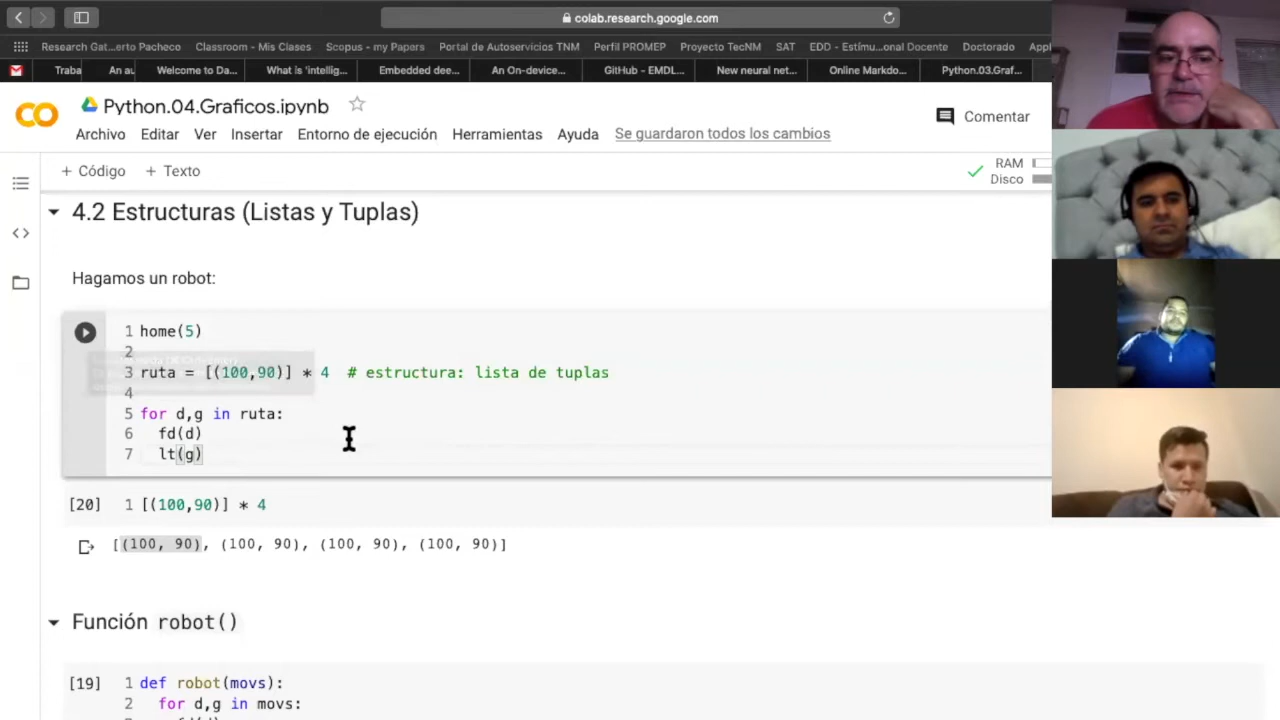 colab.research.google.com
Research Gat...erto Pacheco Classroom - Mis Clases Scopus - my Papers Portal de Autoservicios TNM Perfil PROMEP Proyecto TecNM SAT EDD - Estímu...onal Docente Doctorado Appl
Traba An au Welcome to Da... What is 'intellig... Embedded dee... An On-device... GitHub - EMDL... New neural net... Online Markdo... Python.03.Graf...
CO Python.04.Graficos.ipynb
Comentar
Archivo Editar Ver Insertar Entorno de ejecución Herramientas Ayuda Se guardaron todos los cambios
+ Código + Texto
RAM
Disco
4.2 Estructuras (Listas y Tuplas)
Hagamos un robot:
1 home(5)
2
3 ruta = [(100,90)] * 4 # estructura: lista de tuplas
4
5 for d,g in ruta:
6 fd(d)
7 lt(g)
[20] 1 [(100,90)] * 4
[(100, 90), (100, 90), (100, 90), (100, 90)]
Función robot()
[19] 1 def robot(movs):
2 for d,g in movs: